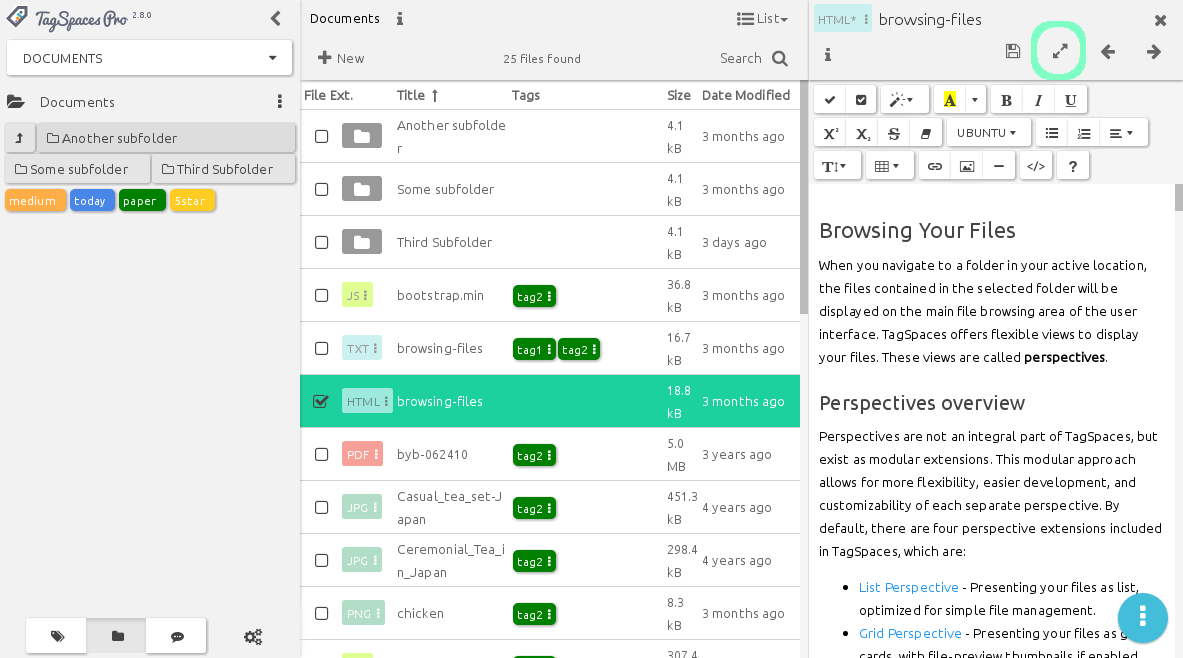 TagSpaces Pro 2.8.0
DOCUMENTS
Documents
Another subfolder
Some subfolder
Third Subfolder
medium today paper 5star
Documents
List
New
25 files found
Search
File Ext. Title Tags Size Date Modified
Another subfolde
r
4.1
kB
3 months ago
Some subfolder
4.1
kB
3 months ago
Third Subfolder
4.1
kB
3 days ago
JS bootstrap.min tag2
36.8
kB
3 months ago
TXT browsing-files tag1 tag2
16.7
kB
3 months ago
HTML browsing-files
18.8
kB
3 months ago
PDF byb-062410 tag2
5.0
MB
3 years ago
JPG
Casual_tea_set-J
apan
tag2
451.3
kB
4 years ago
JPG
Ceremonial_Tea_i
n_Japan
tag2
298.4
kB
4 years ago
PNG chicken tag2
8.3
kB
3 months ago
307.4
HTML* browsing-files
A B I U
X² X₂ S UBUNTU
T </> ?
Browsing Your Files
When you navigate to a folder in your active location,
the files contained in the selected folder will be
displayed on the main file browsing area of the user
interface. TagSpaces offers flexible views to display
your files. These views are called perspectives.
Perspectives overview
Perspectives are not an integral part of TagSpaces, but
exist as modular extensions. This modular approach
allows for more flexibility, easier development, and
customizability of each separate perspective. By
default, there are four perspective extensions included
in TagSpaces, which are:
List Perspective - Presenting your files as list,
optimized for simple file management.
Grid Perspective - Presenting your files as
cards, with file-preview thumbnails if enabled